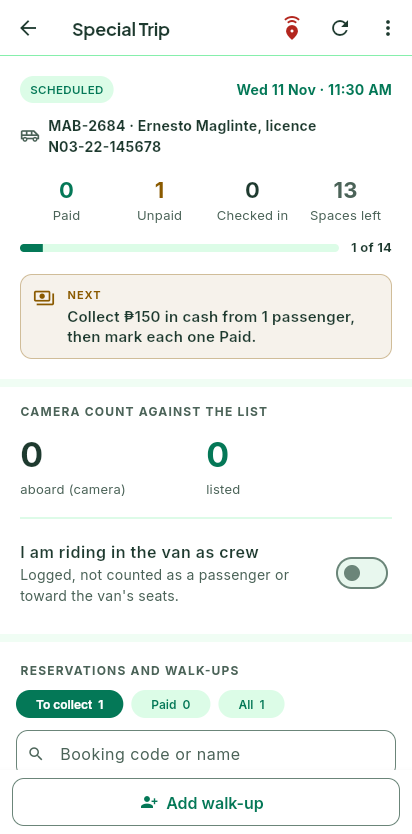 Special Trip
SCHEDULED
Wed 11 Nov · 11:30 AM
MAB-2684 · Ernesto Maglinte, licence
N03-22-145678
0 1 0 13
Paid Unpaid Checked in Spaces left
1 of 14
NEXT
Collect ₱150 in cash from 1 passenger,
then mark each one Paid.
CAMERA COUNT AGAINST THE LIST
0 0
aboard (camera) listed
I am riding in the van as crew
Logged, not counted as a passenger or
toward the van's seats.
RESERVATIONS AND WALK-UPS
To collect 1 Paid 0 All 1
Booking code or name
Add walk-up